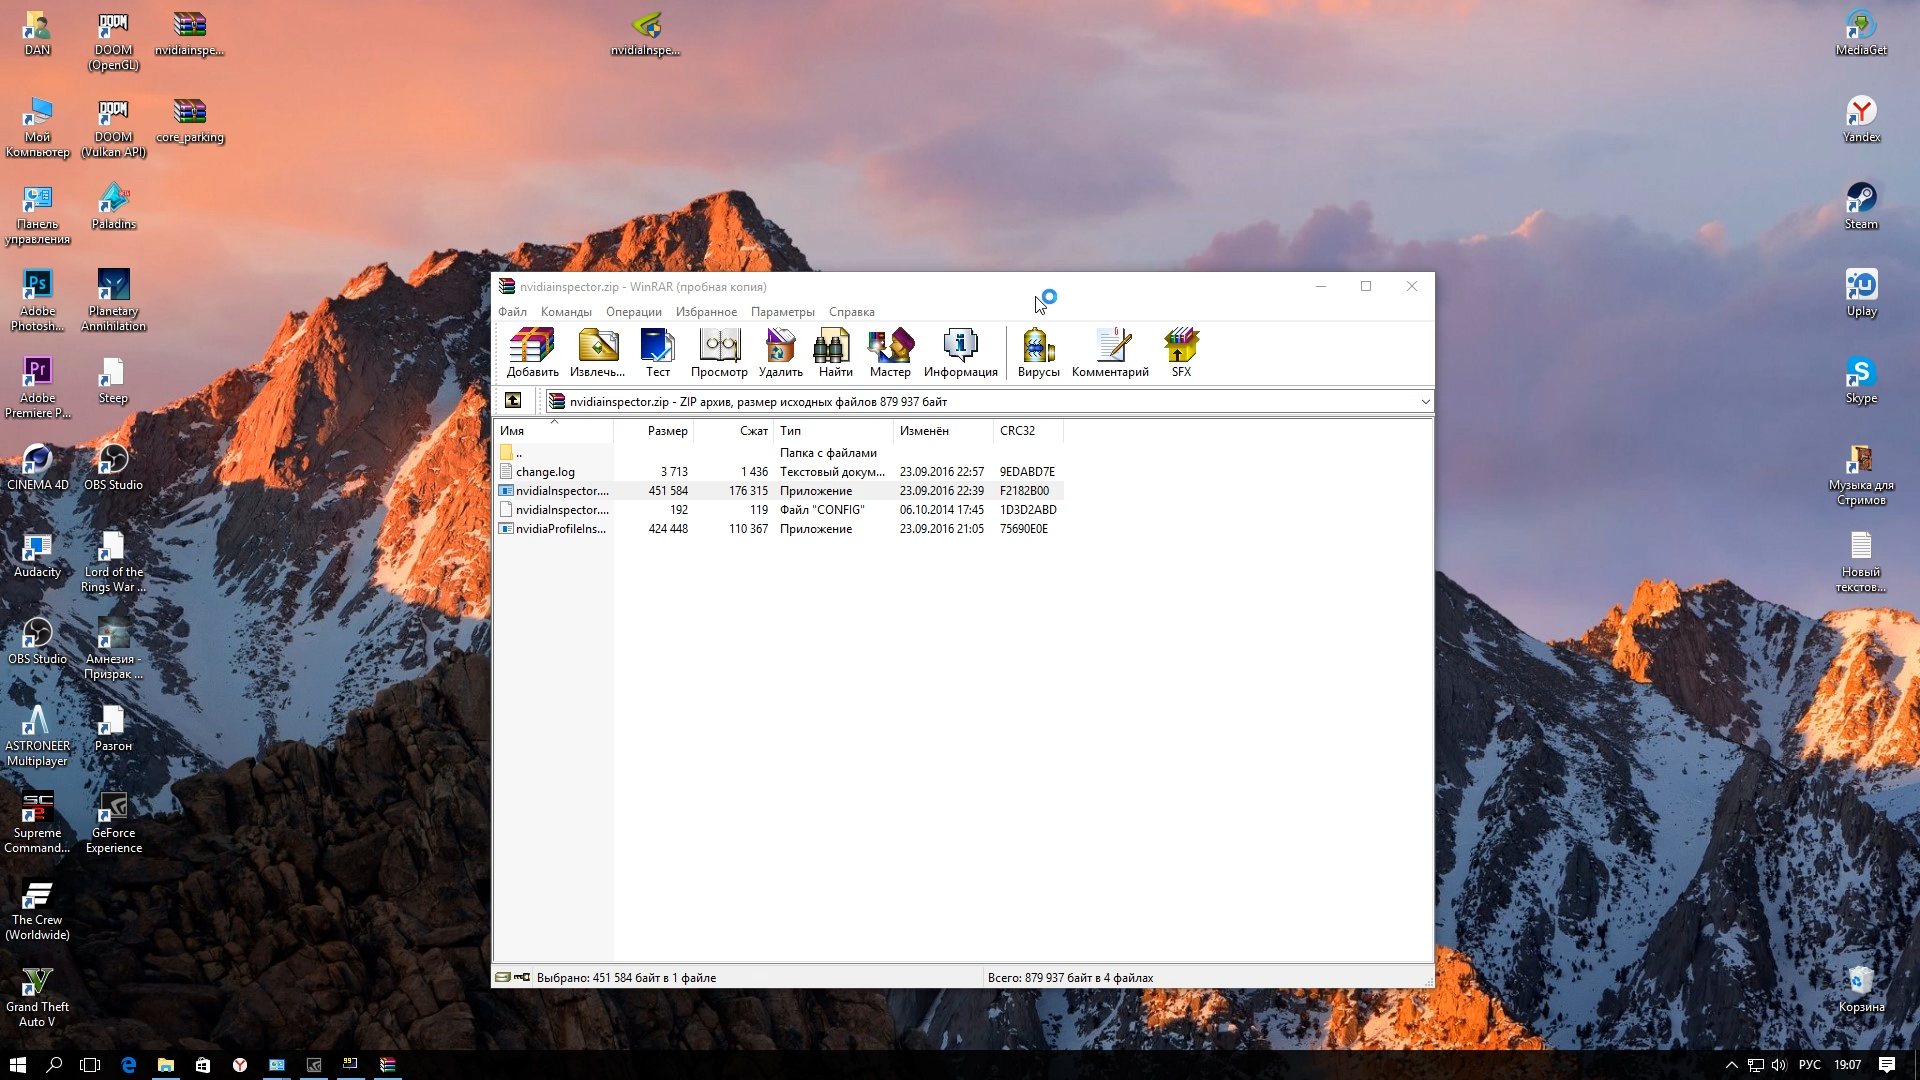 DAN
DOOM
(OpenGL)
nvidiainspe...
nvidiaInspe...
MediaGet
Мой
Компьютер
DOOM
(Vulkan API)
core_parking
Yandex
Панель
управления
Paladins
Steam
Adobe
Photosh...
Planetary
Annihilation
Uplay
Adobe
Premiere P...
Steep
Skype
CINEMA 4D
OBS Studio
Музыка для
Стримов
Audacity
Lord of the
Rings War ...
Новый
текстов...
OBS Studio
Амнезия -
Призрак ...
ASTRONEER
Multiplayer
Разгон
Supreme
Command...
GeForce
Experience
The Crew
(Worldwide)
Grand Theft
Auto V
Корзина
nvidiainspector.zip - WinRAR (пробная копия)
Файл Команды Операции Избранное Параметры Справка
Добавить Извлечь... Тест Просмотр Удалить Найти Мастер Информация Вирусы Комментарий SFX
nvidiainspector.zip - ZIP архив, размер исходных файлов 879 937 байт
Имя Размер Сжат Тип Изменён CRC32
.. Папка с файлами
change.log 3 713 1 436 Текстовый докум... 23.09.2016 22:57 9EDABD7E
nvidiaInspector.... 451 584 176 315 Приложение 23.09.2016 22:39 F2182B00
nvidiaInspector.... 192 119 Файл "CONFIG" 06.10.2014 17:45 1D3D2ABD
nvidiaProfileIns... 424 448 110 367 Приложение 23.09.2016 21:05 75690E0E
Выбрано: 451 584 байт в 1 файле
Всего: 879 937 байт в 4 файлах
РУС 19:07